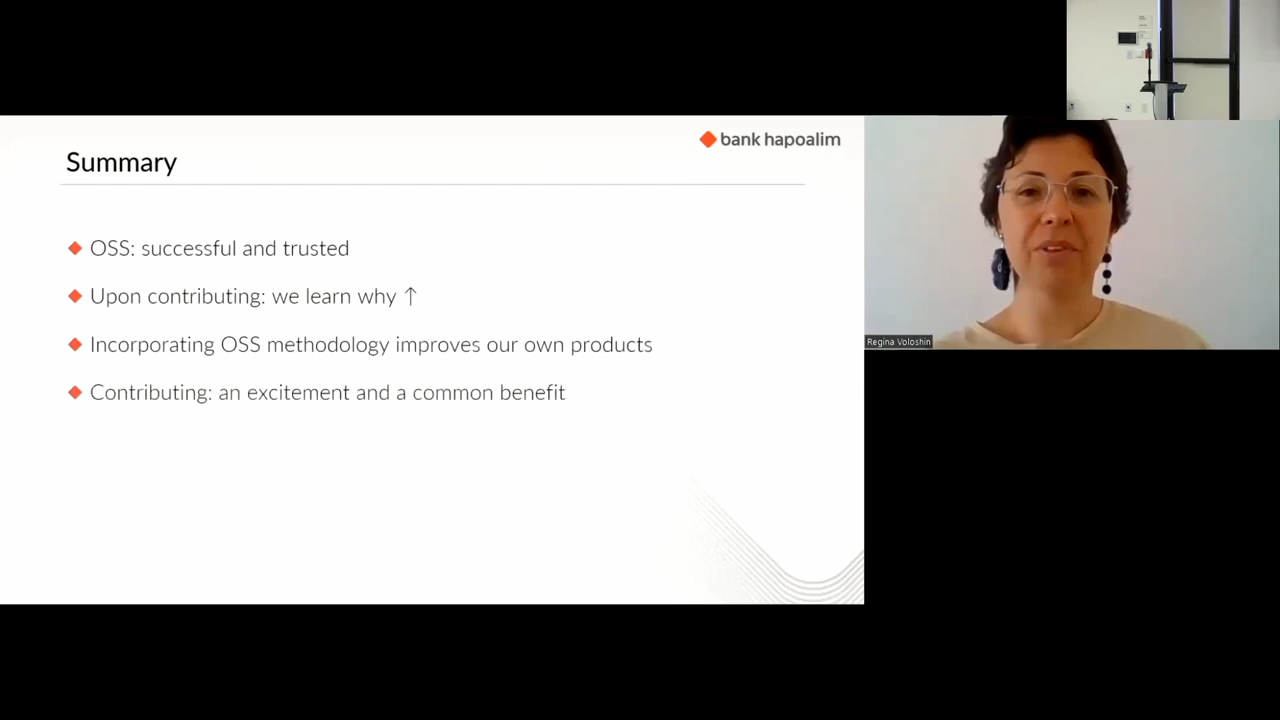 bank hapoalim
Summary
OSS: successful and trusted
Upon contributing: we learn why ↑
Incorporating OSS methodology improves our own products
Contributing: an excitement and a common benefit
Regina Voloshin